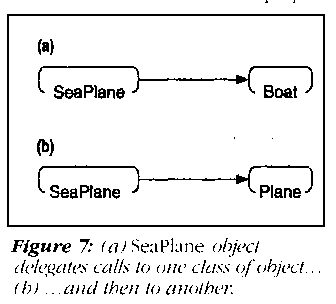 (a)
SeaPlane Boat
(b)
SeaPlane Plane
Figure 7: (a) SeaPlane object
delegates calls to one class of object...
(b) ...and then to another.